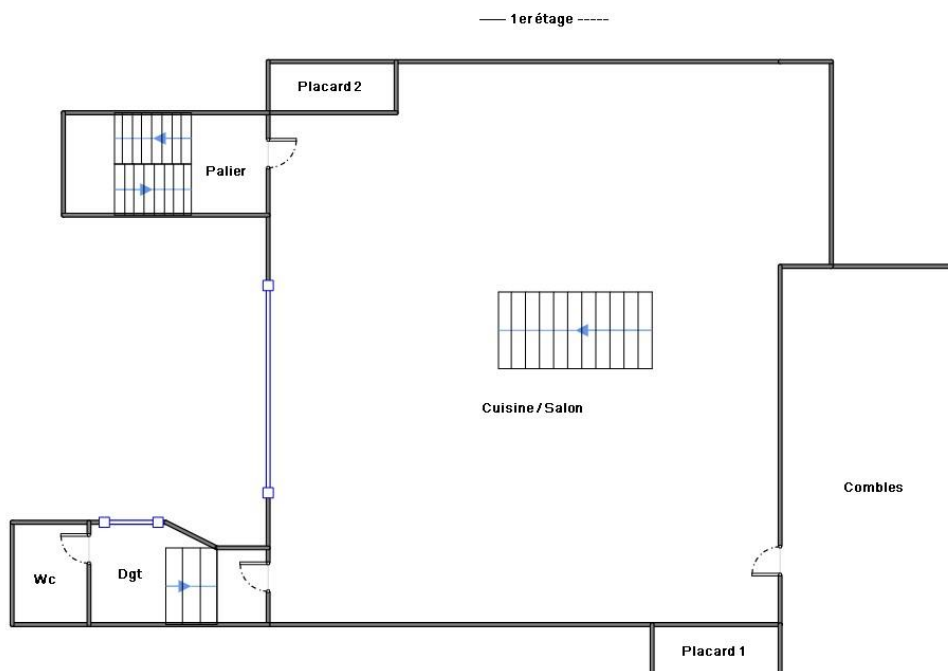 1er étage
Placard 2
Palier
Cuisine / Salon
Combles
Wc
Dgt
Placard 1